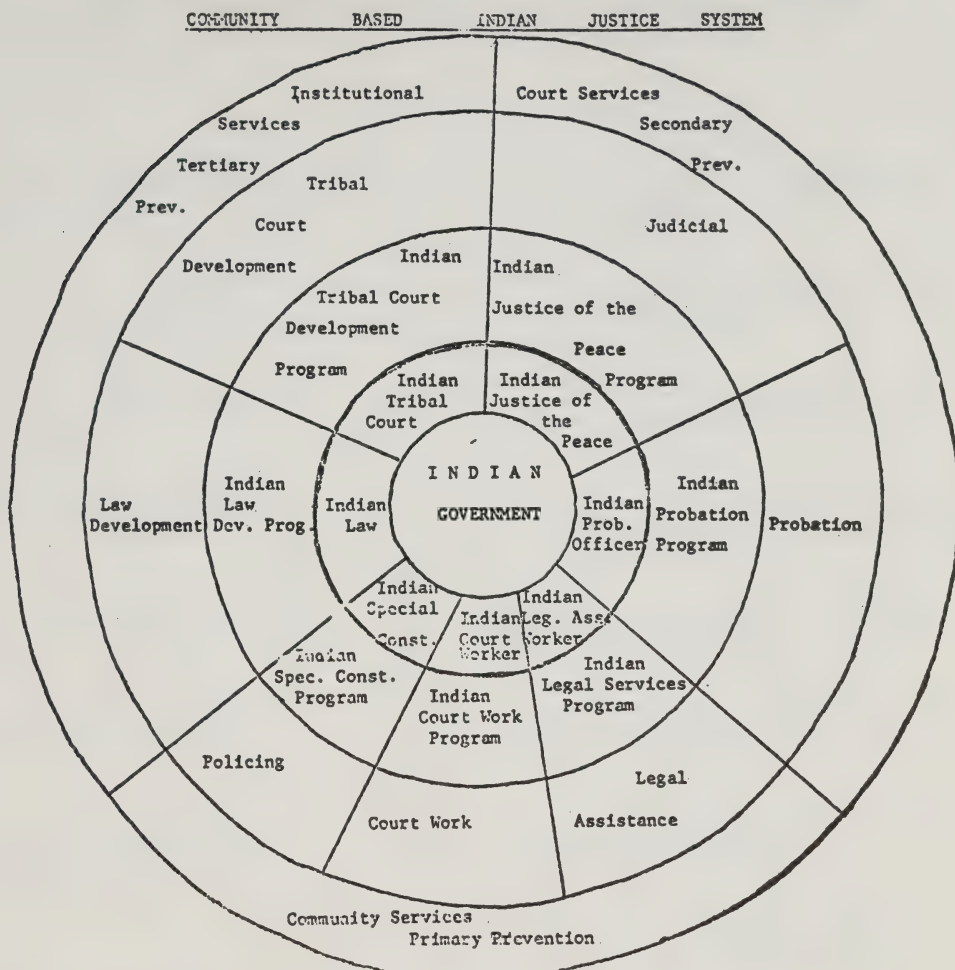 COMMUNITY BASED INDIAN JUSTICE SYSTEM
Institutional
Services
Tertiary
Prev.
Court Services
Secondary
Prev.
Tribal
Court
Development
Judicial
Indian
Tribal Court
Development
Program
Indian
Justice of the
Peace
Program
Indian
Tribal
Court
Indian
Justice of
the
Peace
INDIAN
GOVERNMENT
Law
Development
Indian
Law
Dev. Prog.
Indian
Law
Indian
Prob.
Officer
Indian
Probation
Program
Probation
Indian
Special
Const.
Indian
Court
Worker
Indian
Leg. Ass.
Worker
Indian
Spec. Const.
Program
Indian
Court Work
Program
Indian
Legal Services
Program
Policing
Court Work
Legal
Assistance
Community Services
Primary Prevention